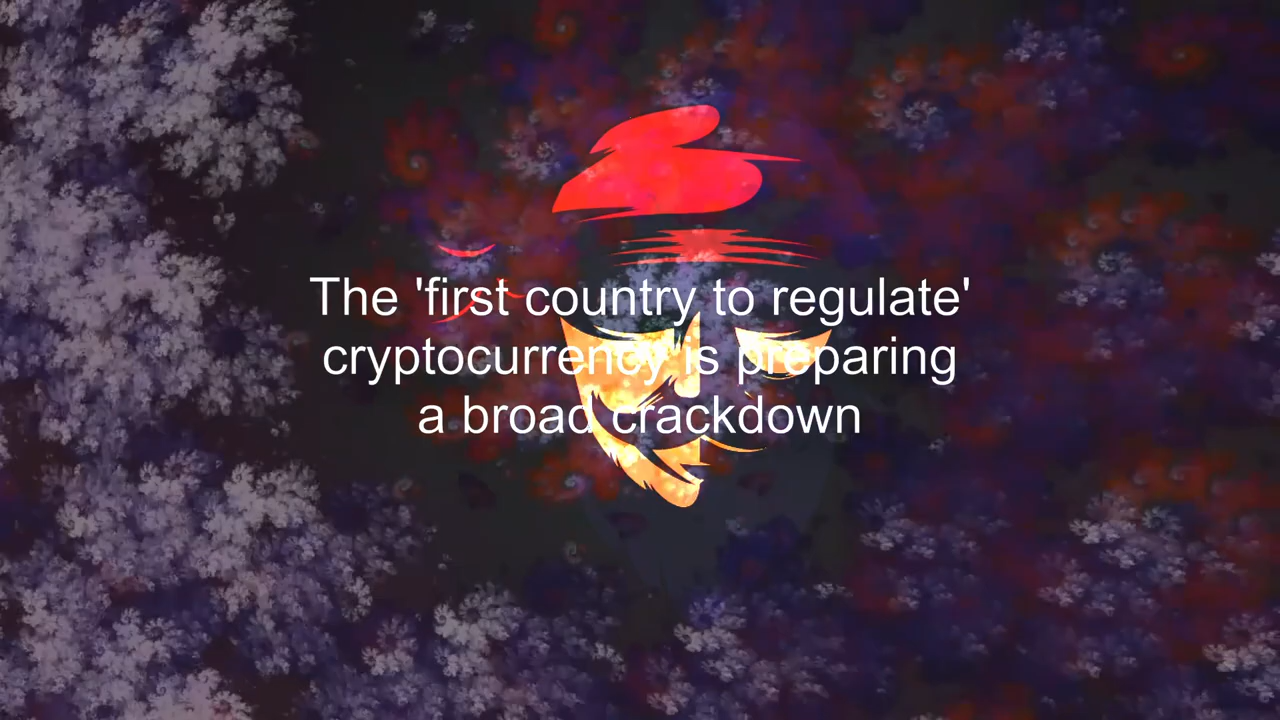 The 'first country to regulate'
cryptocurrency is preparing
a broad crackdown